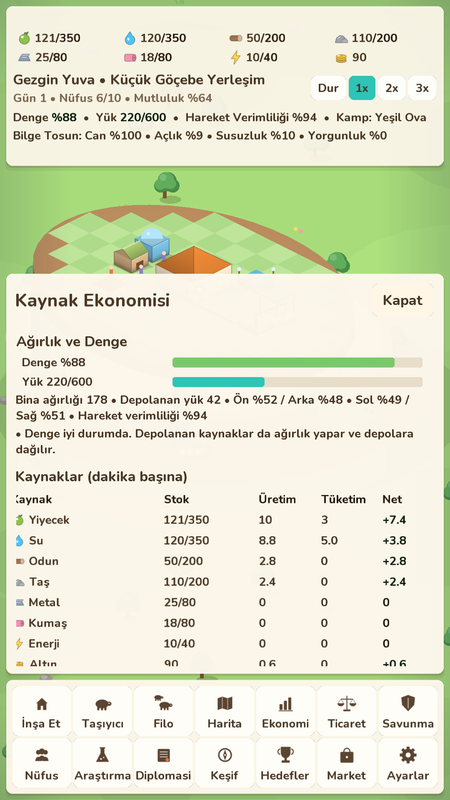 121/350 120/350 50/200 110/200
25/80 18/80 10/40 90
Gezgin Yuva • Küçük Göçebe Yerleşim
Gün 1 • Nüfus 6/10 • Mutluluk %64
Dur 1x 2x 3x
Denge %88 • Yük 220/600 • Hareket Verimliliği %94 • Kamp: Yeşil Ova
Bilge Tosun: Can %100 • Açlık %9 • Susuzluk %10 • Yorgunluk %0
Kaynak Ekonomisi Kapat
Ağırlık ve Denge
Denge %88
Yük 220/600
Bina ağırlığı 178 • Depolanan yük 42 • Ön %52 / Arka %48 • Sol %49 /
Sağ %51 • Hareket verimliliği %94
• Denge iyi durumda. Depolanan kaynaklar da ağırlık yapar ve depolara
dağılır.
Kaynaklar (dakika başına)
Kaynak Stok Üretim Tüketim Net
Yiyecek 121/350 10 3 +7.4
Su 120/350 8.8 5.0 +3.8
Odun 50/200 2.8 0 +2.8
Taş 110/200 2.4 0 +2.4
Metal 25/80 0 0 0
Kumaş 18/80 0 0 0
Enerji 10/40 0 0 0
Altın 90 0.6 0 +0.6
İnşa Et Taşıyıcı Filo Harita Ekonomi Ticaret Savunma
Nüfus Araştırma Diplomasi Keşif Hedefler Market Ayarlar